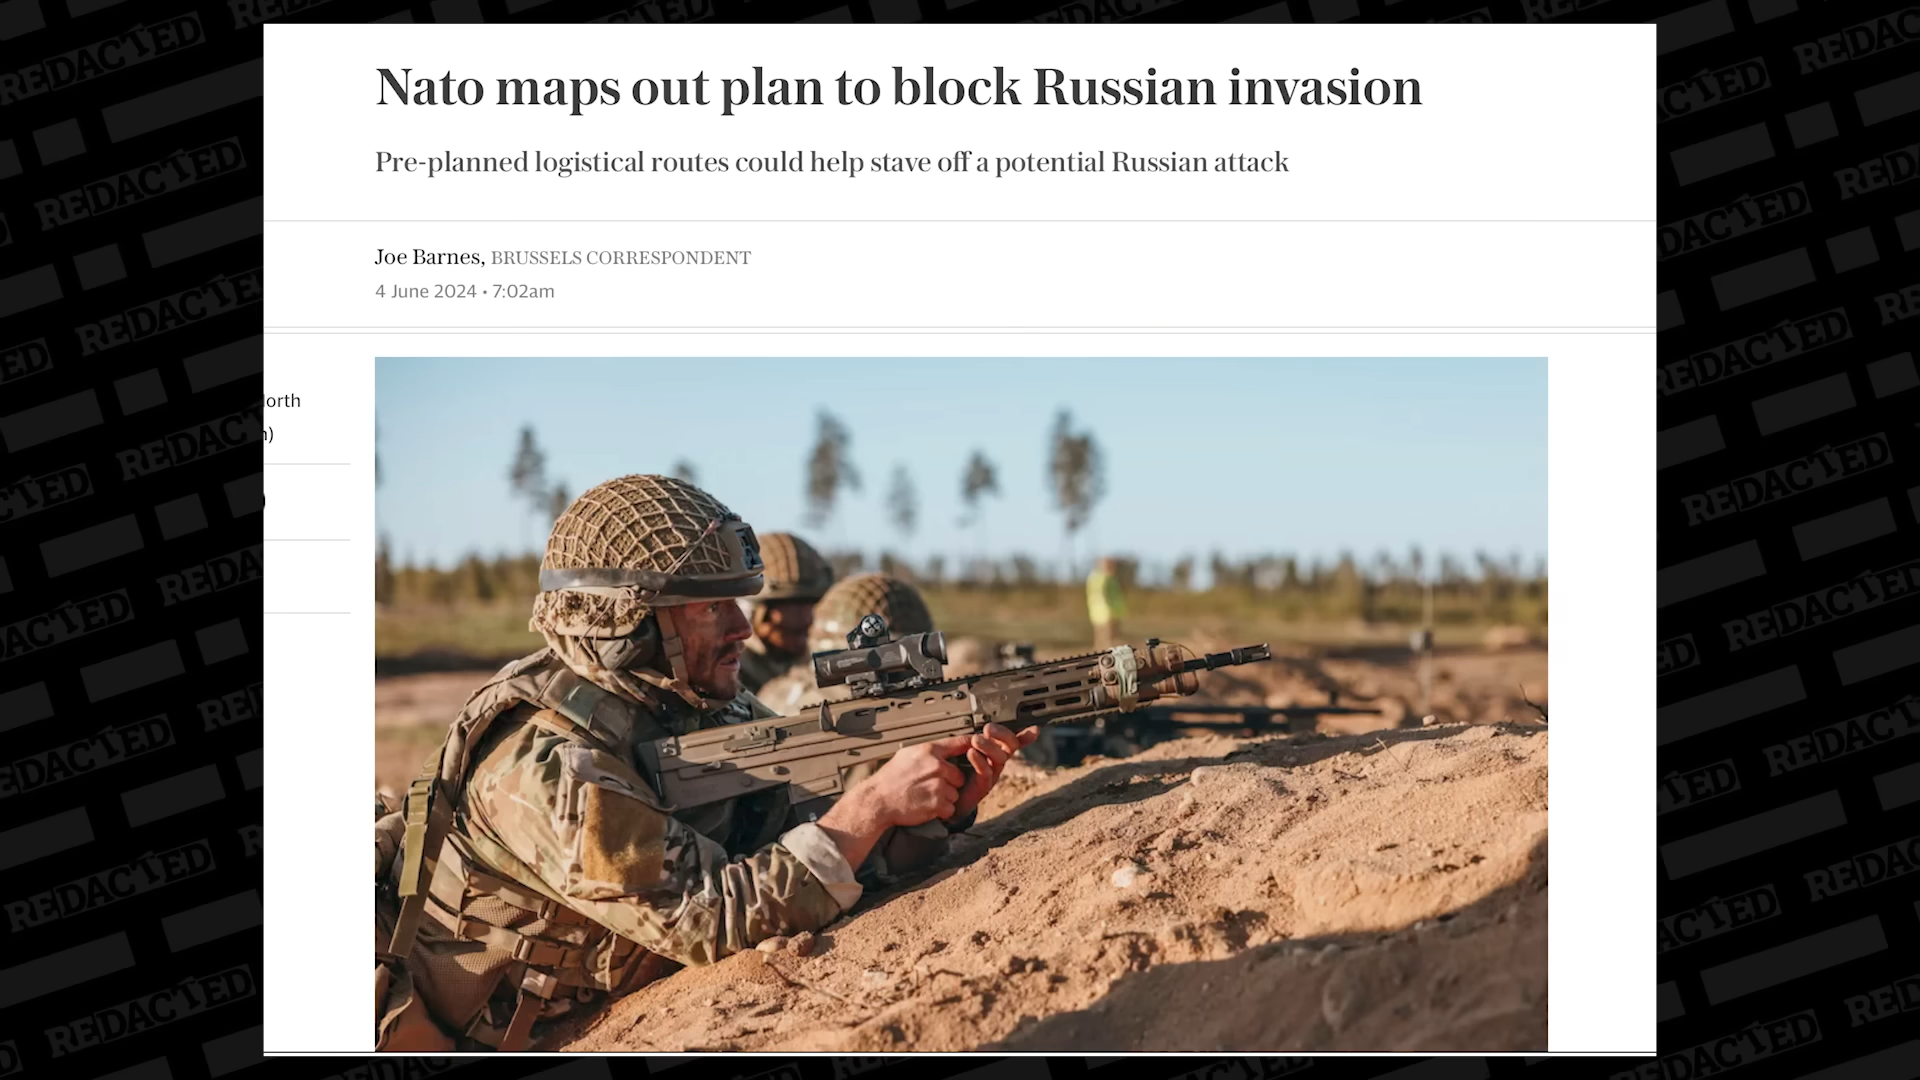 Nato maps out plan to block Russian invasion
Pre-planned logistical routes could help stave off a potential Russian attack
Joe Barnes, BRUSSELS CORRESPONDENT
4 June 2024 • 7:02am
REDACTED